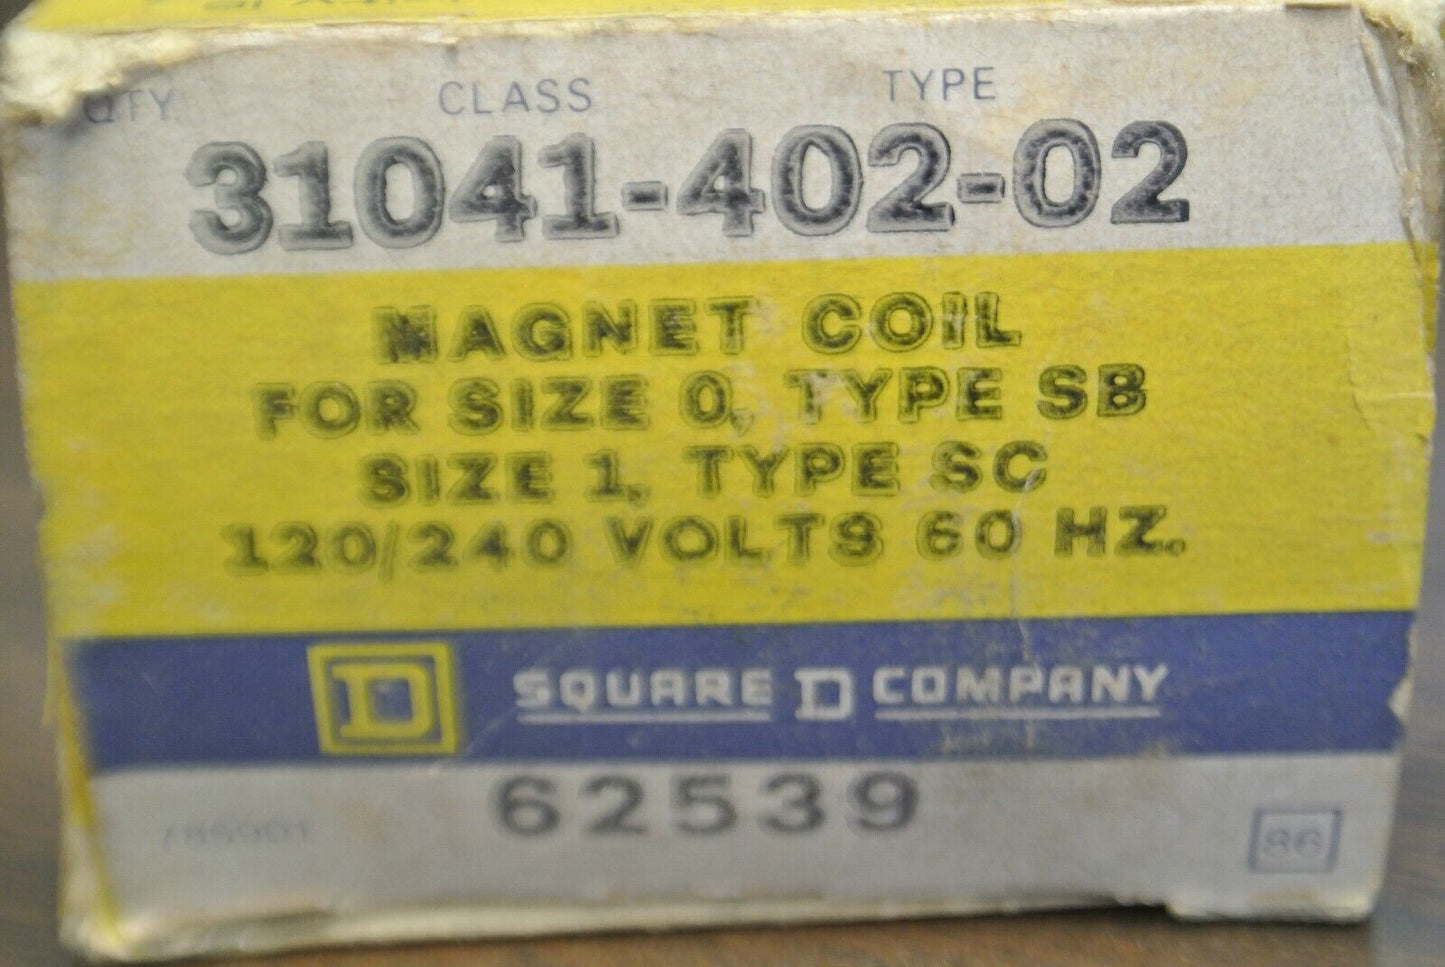 QTY CLASS TYPE
31041-402-02
MAGNET COIL
FOR SIZE 0, TYPE SB
SIZE 1, TYPE SC
120/240 VOLTS 60 HZ.
D SQUARE D COMPANY
62539
86